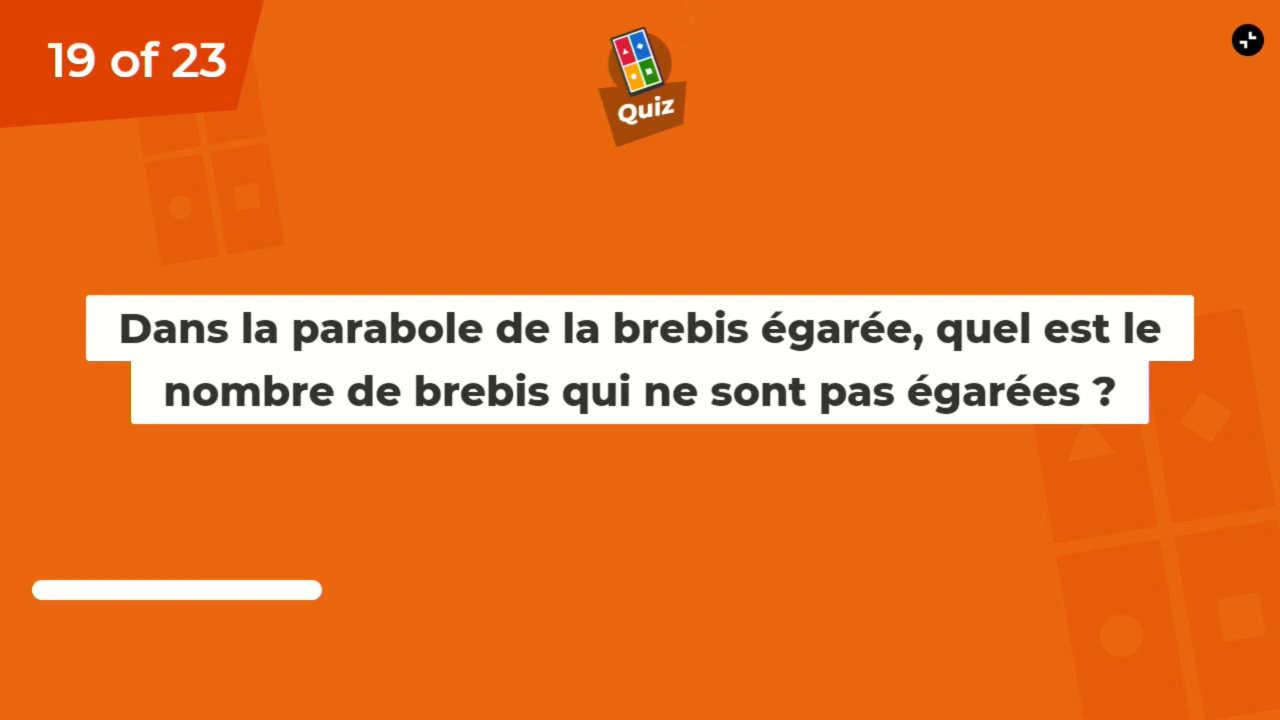 19 of 23
Quiz
Dans la parabole de la brebis égarée, quel est le
nombre de brebis qui ne sont pas égarées ?